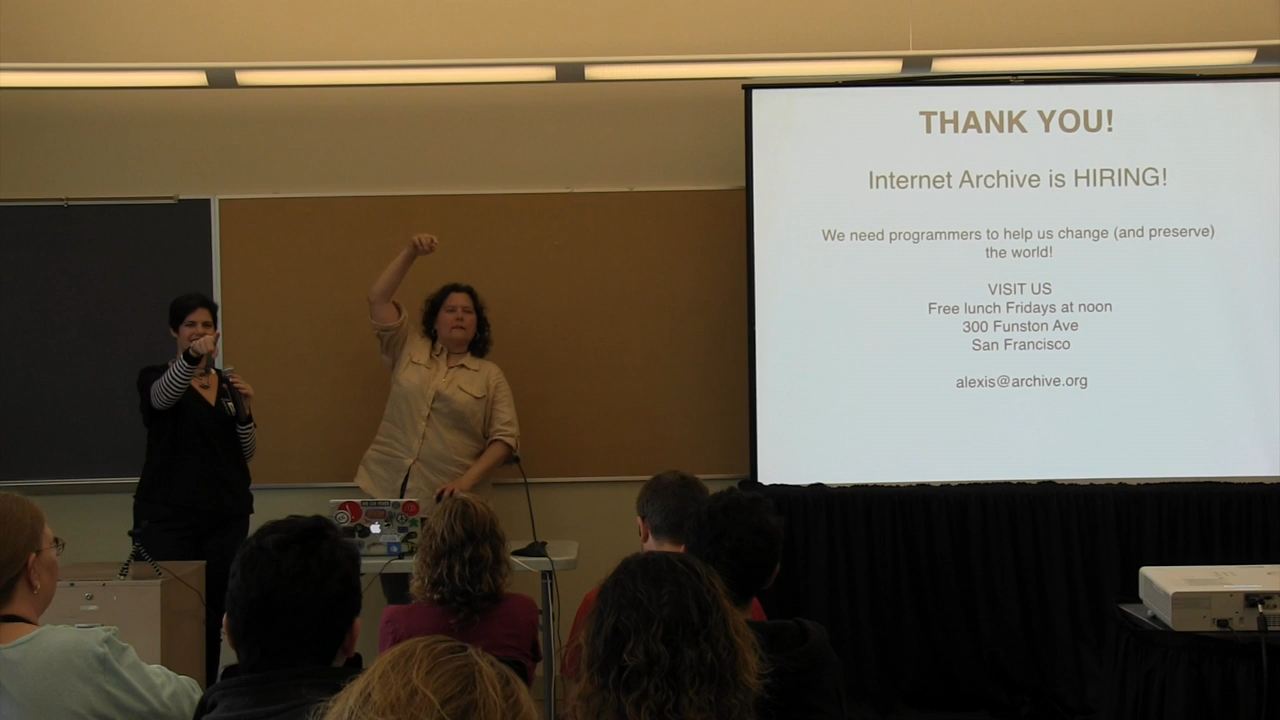 THANK YOU!
Internet Archive is HIRING!
We need programmers to help us change (and preserve)
the world!
VISIT US
Free lunch Fridays at noon
300 Funston Ave
San Francisco
alexis@archive.org